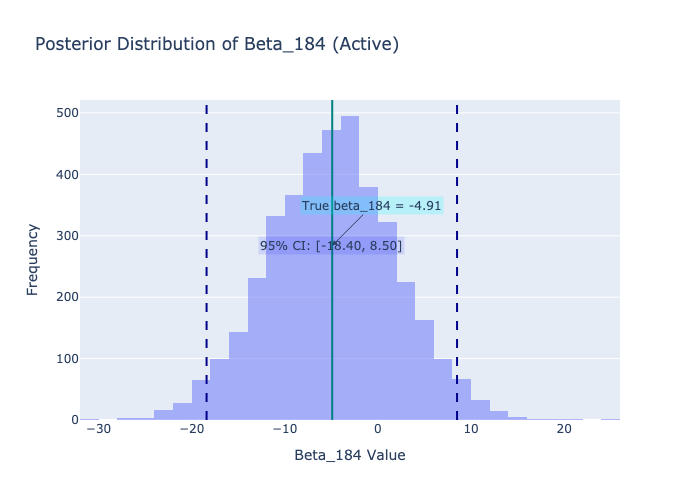 Posterior Distribution of Beta_184 (Active)
500
400
300
200
100
0
Frequency
True beta_184 = -4.91
95% CI: [-18.40, 8.50]
−30
−20
−10
0
10
20
Beta_184 Value